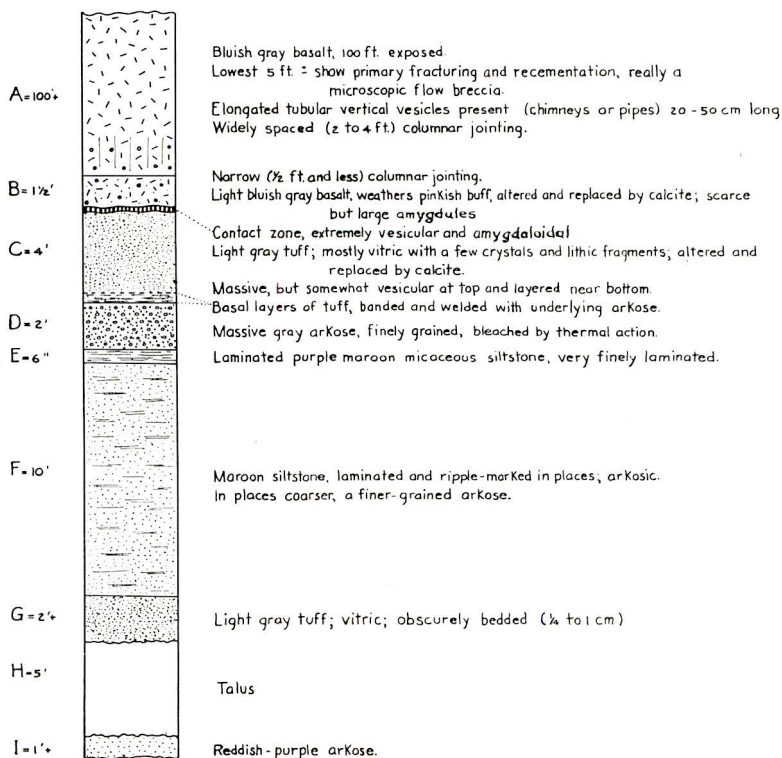 A=100'+
Bluish gray basalt, 100 ft. exposed.
Lowest 5 ft. ± show primary fracturing and recementation, really a
microscopic flow breccia.
Elongated tubular vertical vesicles present (chimneys or pipes) 20-50 cm long
Widely spaced (2 to 4 ft.) columnar jointing.
B=1½'
Narrow (½ ft. and less) columnar jointing.
Light bluish gray basalt, weathers pinkish buff, altered and replaced by calcite; scarce
but large amygdules
Contact zone, extremely vesicular and amygdaloidal
C=4'
Light gray tuff; mostly vitric with a few crystals and lithic fragments; altered and
replaced by calcite.
Massive, but somewhat vesicular at top and layered near bottom.
Basal layers of tuff, banded and welded with underlying arkose.
D=2'
Massive gray arkose, finely grained, bleached by thermal action.
E=6"
Laminated purple maroon micaceous siltstone, very finely laminated.
F=10'
Maroon siltstone, laminated and ripple-marked in places; arkosic.
In places coarser, a finer-grained arkose.
G=2'+
Light gray tuff; vitric; obscurely bedded (¼ to 1 cm)
H=5'
Talus
I=1'+
Reddish-purple arkose.